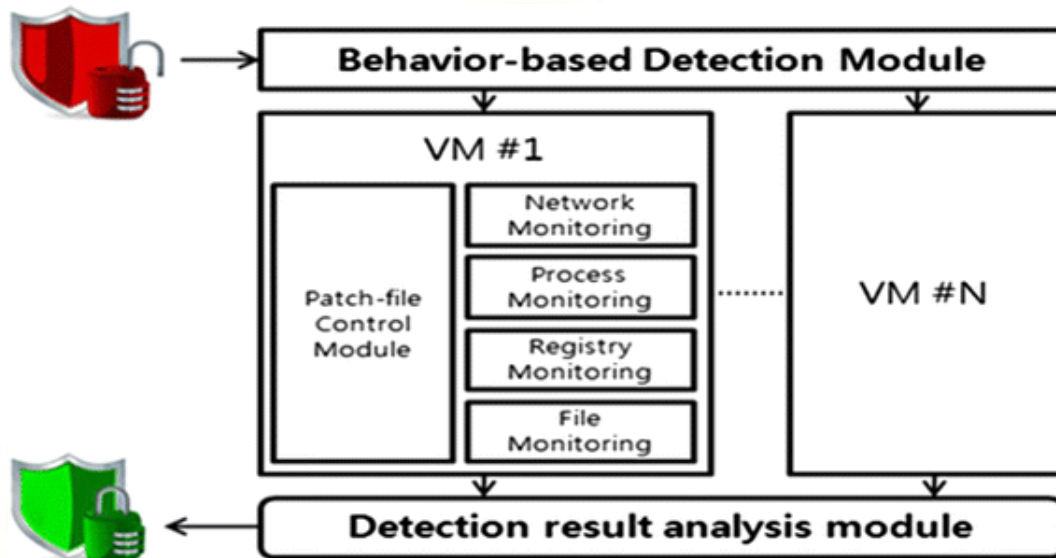 Behavior-based Detection Module
VM #1
Patch-file
Control
Module
Network
Monitoring
Process
Monitoring
Registry
Monitoring
File
Monitoring
VM #N
Detection result analysis module